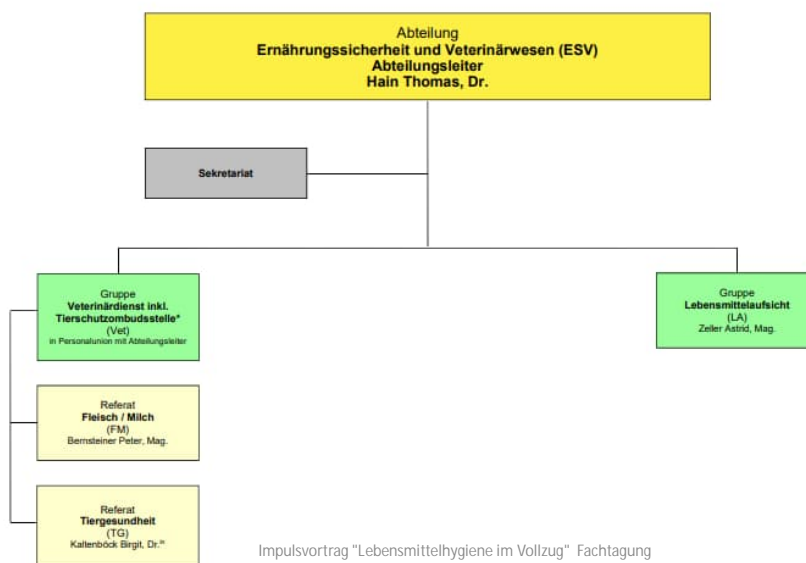 Abteilung
Ernährungssicherheit und Veterinärwesen (ESV)
Abteilungsleiter
Hain Thomas, Dr.
Sekretariat
Gruppe
Veterinärdienst inkl.
Tierschutzombudsstelle*
(Vet)
in Personalunion mit Abteilungsleiter
Gruppe
Lebensmittelaufsicht
(LA)
Zeller Astrid, Mag.
Referat
Fleisch / Milch
(FM)
Bernsteiner Peter, Mag.
Referat
Tiergesundheit
(TG)
Kaltenböck Birgit, Dr.ⁱⁿ
Impulsvortrag "Lebensmittelhygiene im Vollzug" Fachtagung